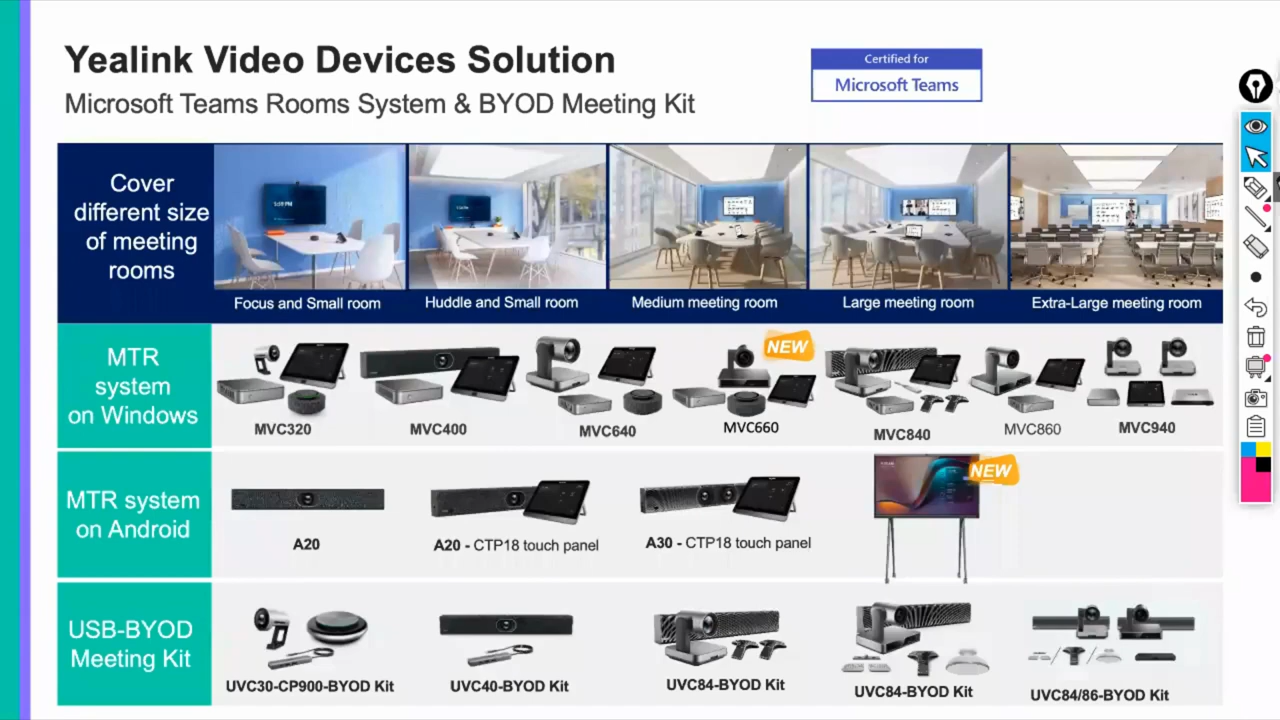 Yealink Video Devices Solution
Microsoft Teams Rooms System & BYOD Meeting Kit
Certified for
Microsoft Teams
Cover
different size
of meeting
rooms
Focus and Small room
Huddle and Small room
Medium meeting room
Large meeting room
Extra-Large meeting room
MTR
system
on Windows
NEW
MVC320
MVC400
MVC640
MVC660
MVC840
MVC860
MVC940
MTR system
on Android
NEW
A20
A20 - CTP18 touch panel
A30 - CTP18 touch panel
USB-BYOD
Meeting Kit
UVC30-CP900-BYOD Kit
UVC40-BYOD Kit
UVC84-BYOD Kit
UVC84-BYOD Kit
UVC84/86-BYOD Kit